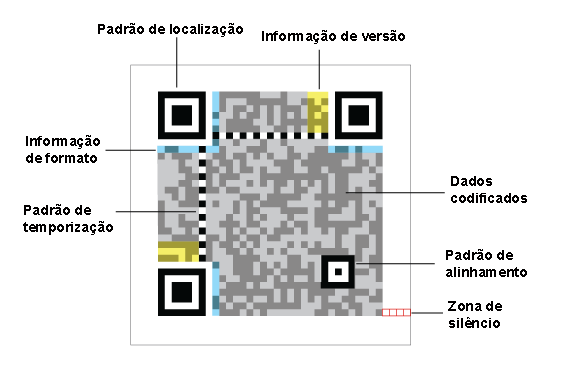 Padrão de localização
Informação de versão
Informação
de formato
Dados
codificados
Padrão de
temporização
Padrão de
alinhamento
Zona de
silêncio